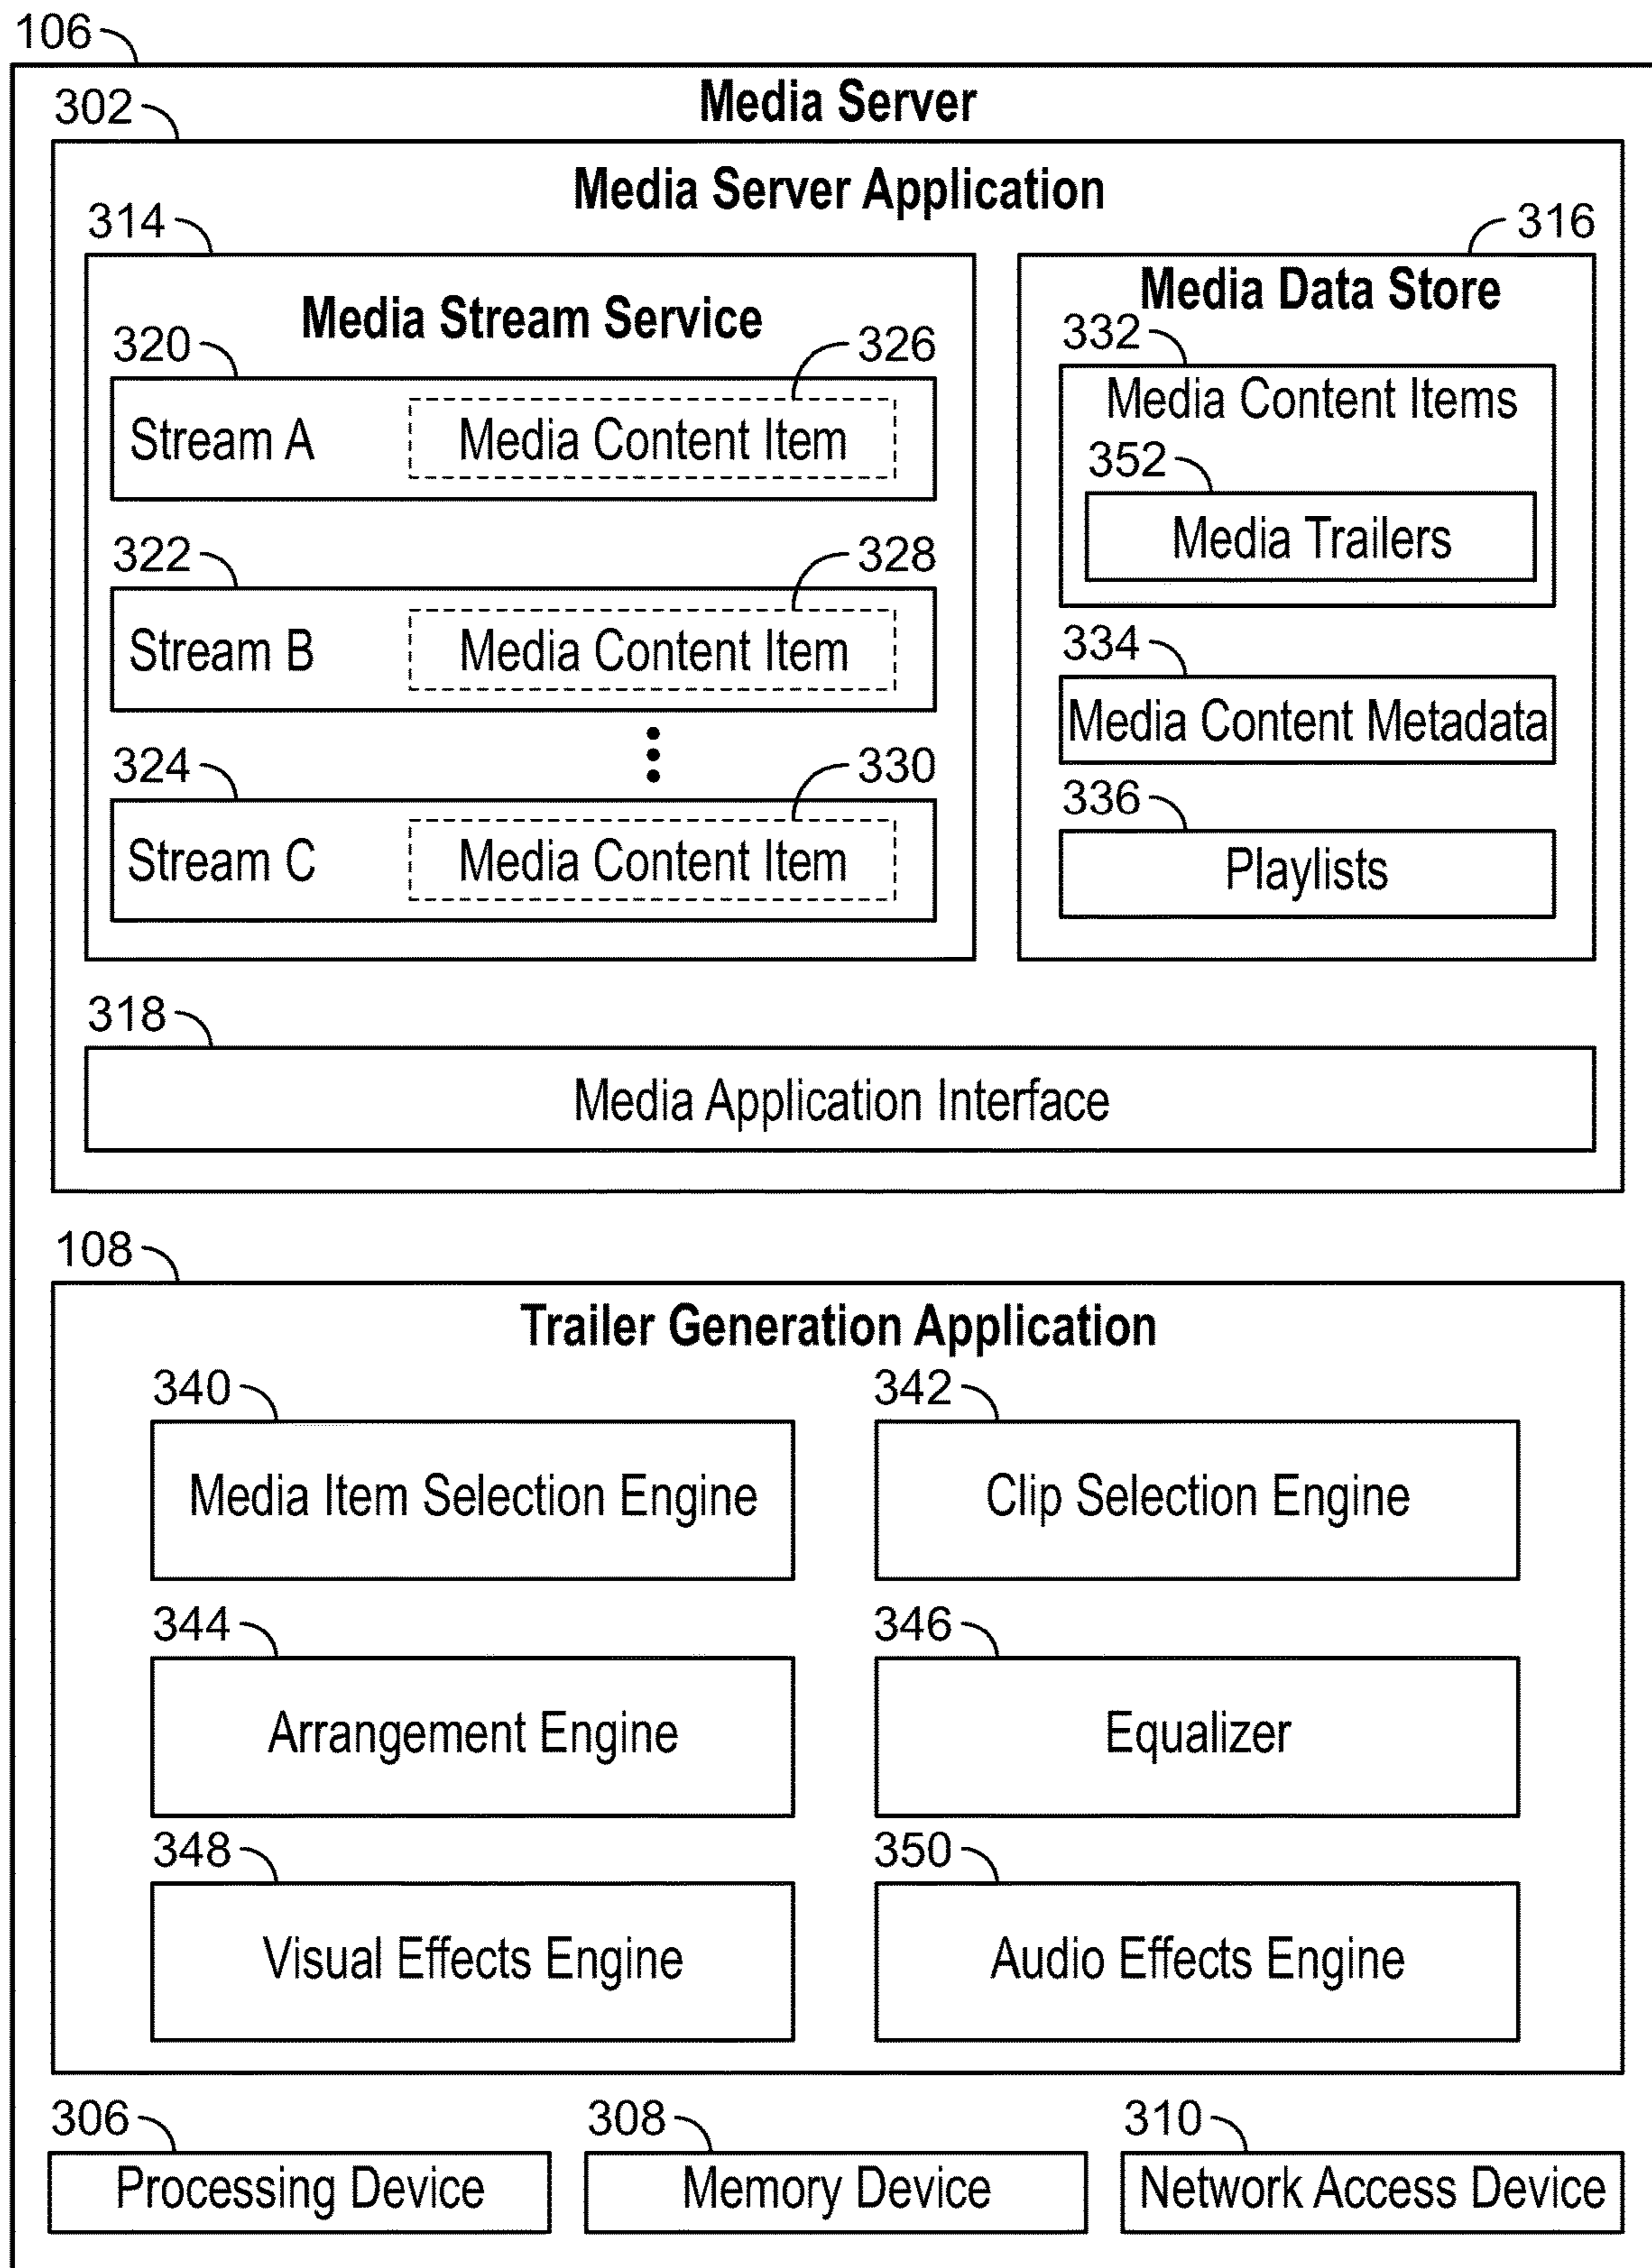 106
Media Server
302
Media Server Application
314
316
Media Stream Service
Media Data Store
320
326
Stream A
Media Content Item
322
328
Stream B
Media Content Item
324
330
Stream C
Media Content Item
332
Media Content Items
352
Media Trailers
334
Media Content Metadata
336
Playlists
318
Media Application Interface
108
Trailer Generation Application
340
342
Media Item Selection Engine
Clip Selection Engine
344
346
Arrangement Engine
Equalizer
348
350
Visual Effects Engine
Audio Effects Engine
306
308
310
Processing Device
Memory Device
Network Access Device